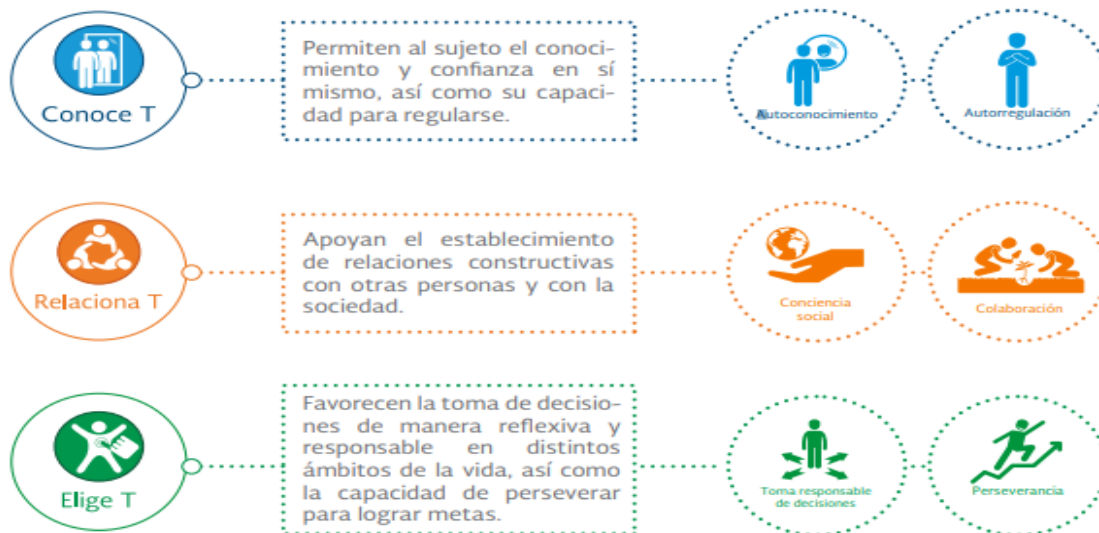 Conoce T
Permiten al sujeto el conoci-
miento y confianza en sí
mismo, así como su capaci-
dad para regularse.
Autoconocimiento
Autorregulación
Relaciona T
Apoyan el establecimiento
de relaciones constructivas
con otras personas y con la
sociedad.
Conciencia
social
Colaboración
Elige T
Favorecen la toma de decisio-
nes de manera reflexiva y
responsable en distintos
ámbitos de la vida, así como
la capacidad de perseverar
para lograr metas.
Toma responsable
de decisiones
Perseverancia